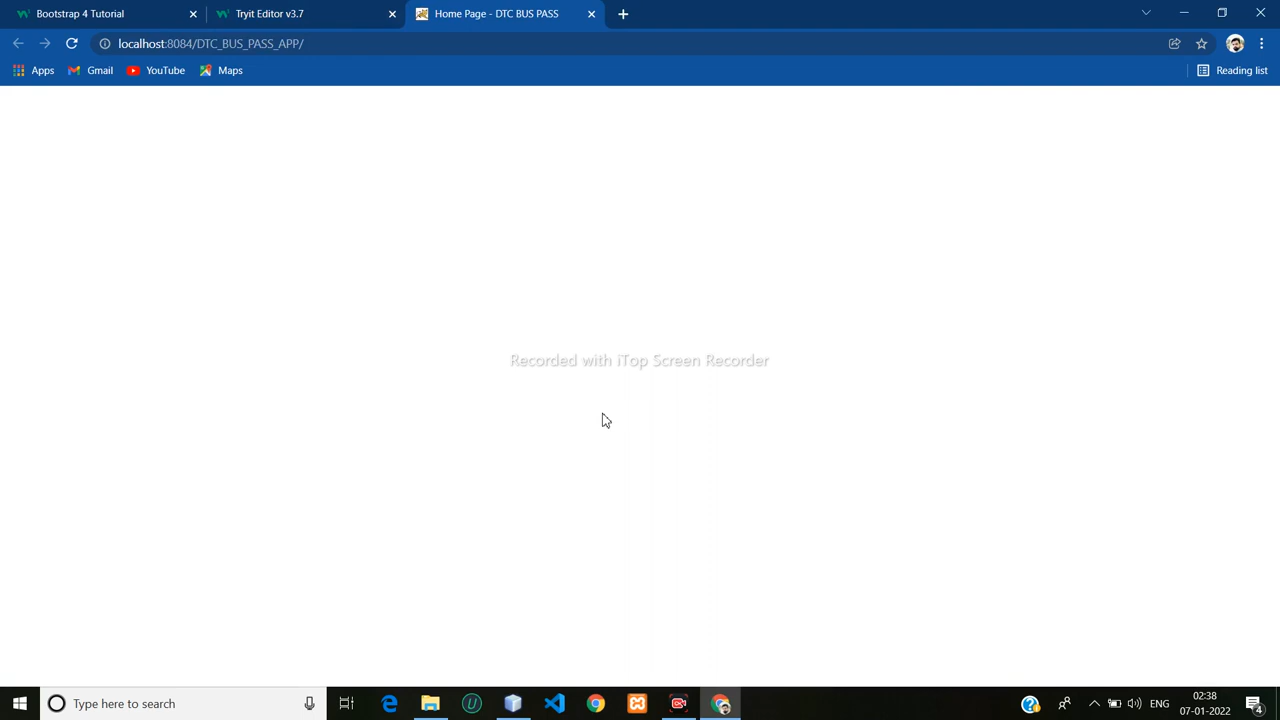 Bootstrap 4 Tutorial
Tryit Editor v3.7
Home Page - DTC BUS PASS
localhost:8084/DTC_BUS_PASS_APP/
Apps
Gmail
YouTube
Maps
Reading list
Recorded with iTop Screen Recorder
Type here to search
ENG
02:38
07-01-2022
4